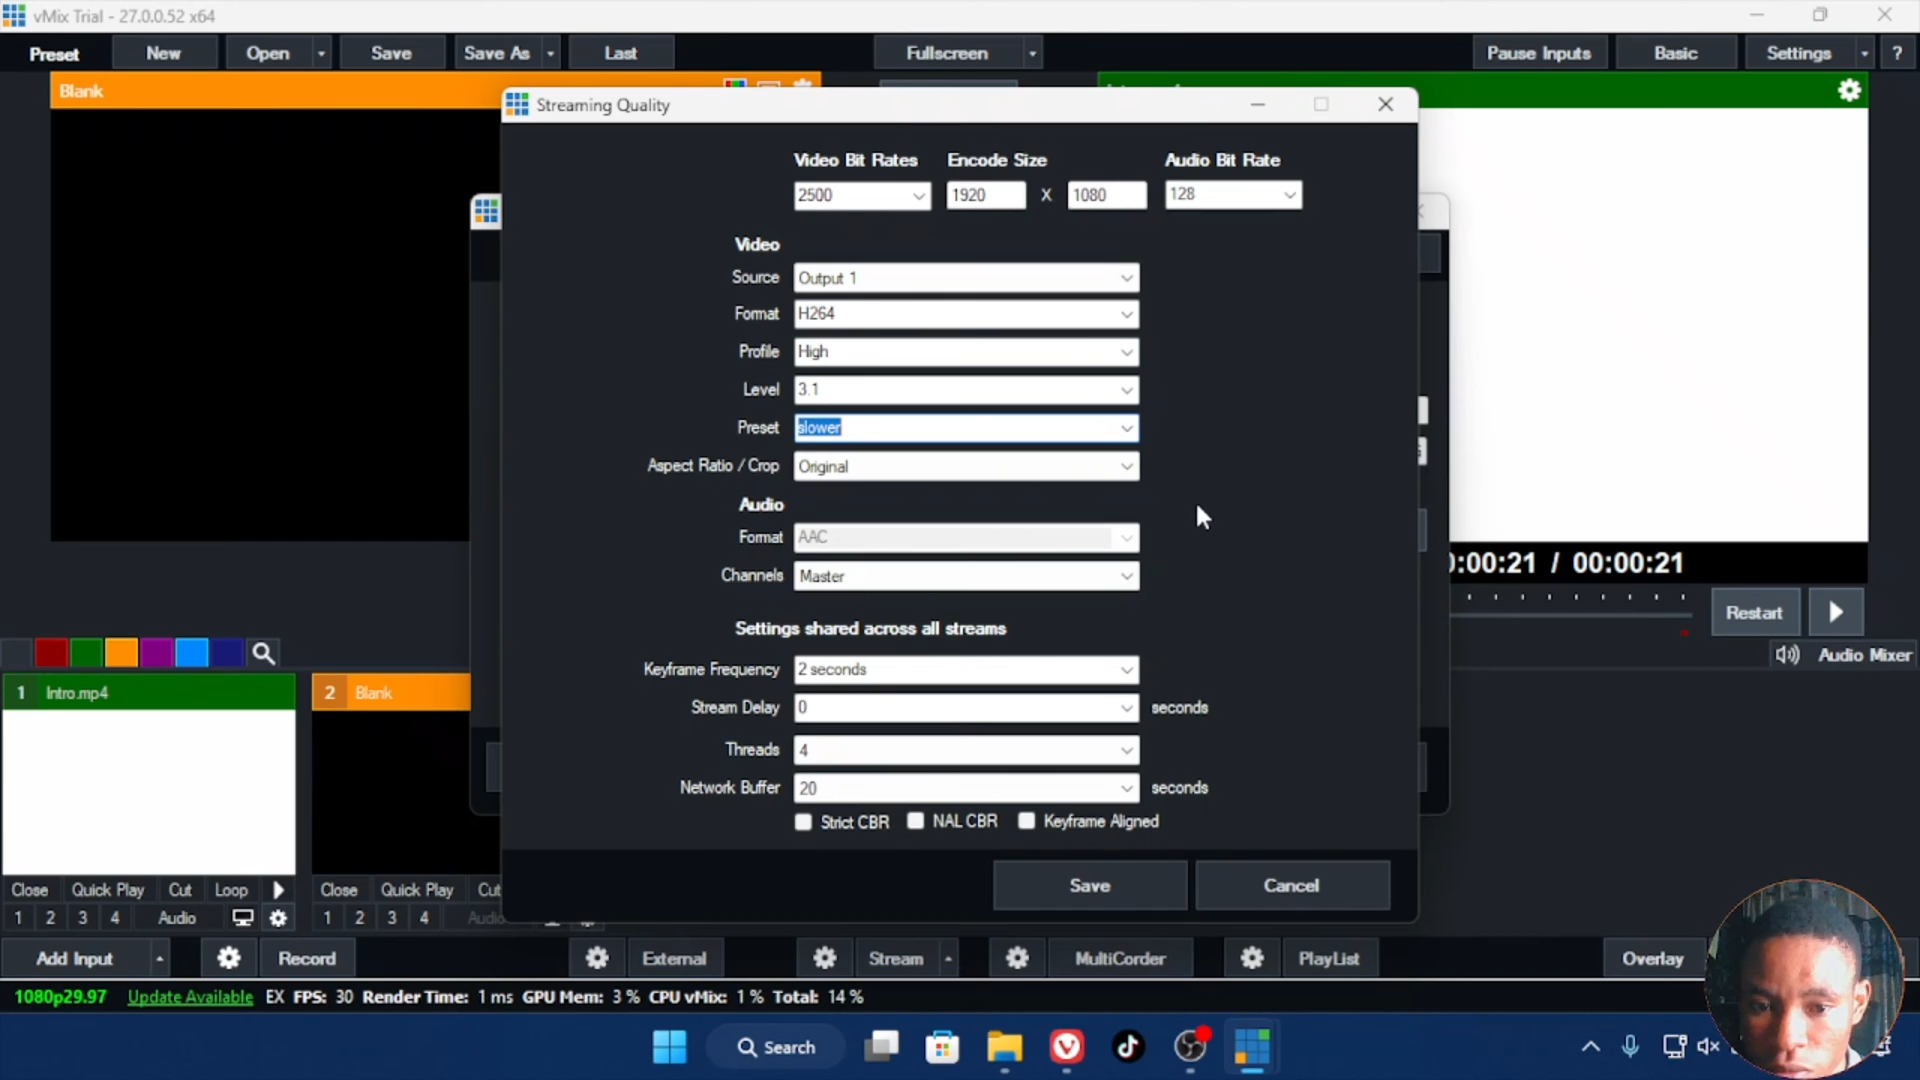 vMix Trial - 27.0.0.52 x64
Preset New Open Save Save As Last Fullscreen Pause Inputs Basic Settings ?
Blank
Streaming Quality
Video Bit Rates Encode Size Audio Bit Rate
2500 1920 X 1080 128
Video
Source Output 1
Format H264
Profile High
Level 3.1
Preset slower
Aspect Ratio / Crop Original
Audio
Format AAC
Channels Master
Settings shared across all streams
Keyframe Frequency 2 seconds
Stream Delay 0 seconds
Threads 4
Network Buffer 20 seconds
Strict CBR NAL CBR Keyframe Aligned
Save Cancel
0:00:21 / 00:00:21
Restart
Audio Mixer
1 Intro.mp4 2 Blank
Close Quick Play Cut Loop Close Quick Play Cut
1 2 3 4 Audio 1 2 3 4 Audio
Add Input Record External Stream MultiCorder PlayList Overlay
1080p29.97 Update Available EX FPS: 30 Render Time: 1 ms GPU Mem: 3 % CPU vMix: 1 % Total: 14 %
Search